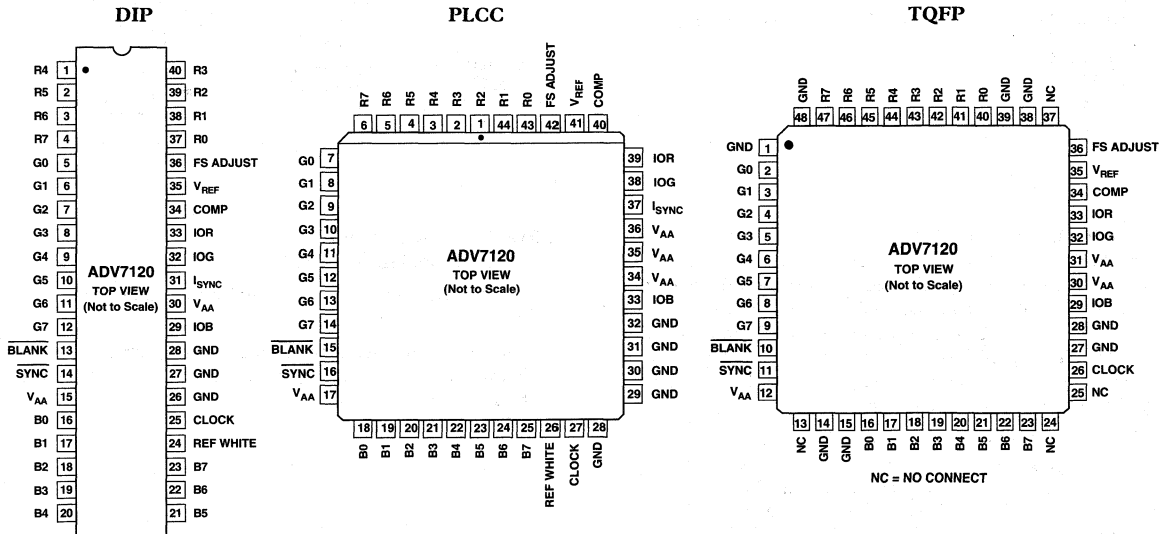 DIP
R4 1 40 R3
R5 2 39 R2
R6 3 38 R1
R7 4 37 R0
G0 5 36 FS ADJUST
G1 6 35 VREF
G2 7 34 COMP
G3 8 33 IOR
G4 9 32 IOG
G5 10 31 ISYNC
G6 11 30 VAA
G7 12 29 IOB
BLANK 13 28 GND
SYNC 14 27 GND
VAA 15 26 GND
B0 16 25 CLOCK
B1 17 24 REF WHITE
B2 18 23 B7
B3 19 22 B6
B4 20 21 B5
ADV7120
TOP VIEW
(Not to Scale)
PLCC
R7 R6 R5 R4 R3 R2 R1 R0 FS ADJUST VREF COMP
6 5 4 3 2 1 44 43 42 41 40
G0 7 39 IOR
G1 8 38 IOG
G2 9 37 ISYNC
G3 10 36 VAA
G4 11 35 VAA
G5 12 34 VAA
G6 13 33 IOB
G7 14 32 GND
BLANK 15 31 GND
SYNC 16 30 GND
VAA 17 29 GND
ADV7120
TOP VIEW
(Not to Scale)
18 19 20 21 22 23 24 25 26 27 28
B0 B1 B2 B3 B4 B5 B6 B7 REF WHITE CLOCK GND
TQFP
GND R7 R6 R5 R4 R3 R2 R1 R0 GND GND NC
48 47 46 45 44 43 42 41 40 39 38 37
GND 1 36 FS ADJUST
G0 2 35 VREF
G1 3 34 COMP
G2 4 33 IOR
G3 5 32 IOG
G4 6 31 VAA
G5 7 30 VAA
G6 8 29 IOB
G7 9 28 GND
BLANK 10 27 GND
SYNC 11 26 CLOCK
VAA 12 25 NC
ADV7120
TOP VIEW
(Not to Scale)
13 14 15 16 17 18 19 20 21 22 23 24
NC GND GND B0 B1 B2 B3 B4 B5 B6 B7 NC
NC = NO CONNECT